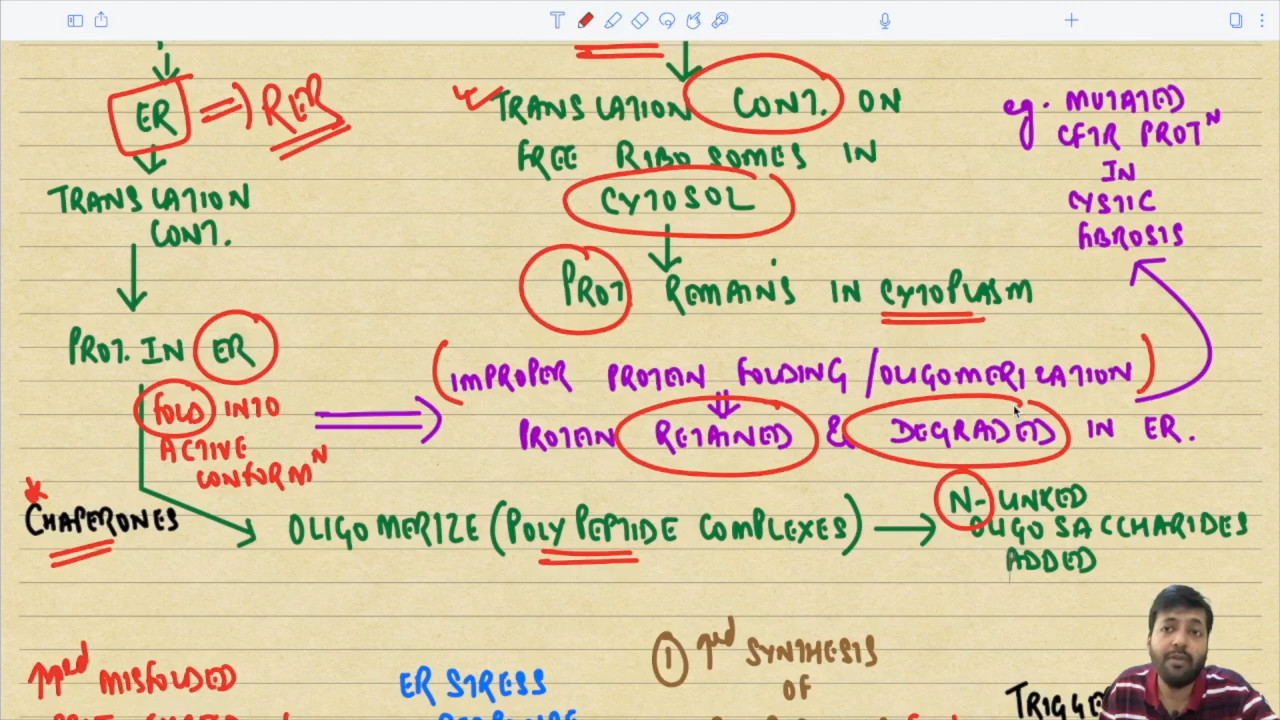 ER => RER
TRANSLATION
CONT.
PROT. IN ER
FOLD INTO
ACTIVE
CONFORMN
CHAPERONES
TRANSLATION CONT. ON
FREE RIBOSOMES IN
CYTOSOL
PROT REMAINS IN CYTOPLASM
(IMPROPER PROTEIN FOLDING/OLIGOMERIZATION)
PROTEIN RETAINED & DEGRADED IN ER.
eg. MUTATED
CFTR PROTN
IN
CYSTIC
FIBROSIS
OLIGOMERIZE (POLYPEPTIDE COMPLEXES)
N-LINKED
OLIGOSACCHARIDES
ADDED
↑red MISFOLDED
ER STRESS
① ↑red SYNTHESIS
OF